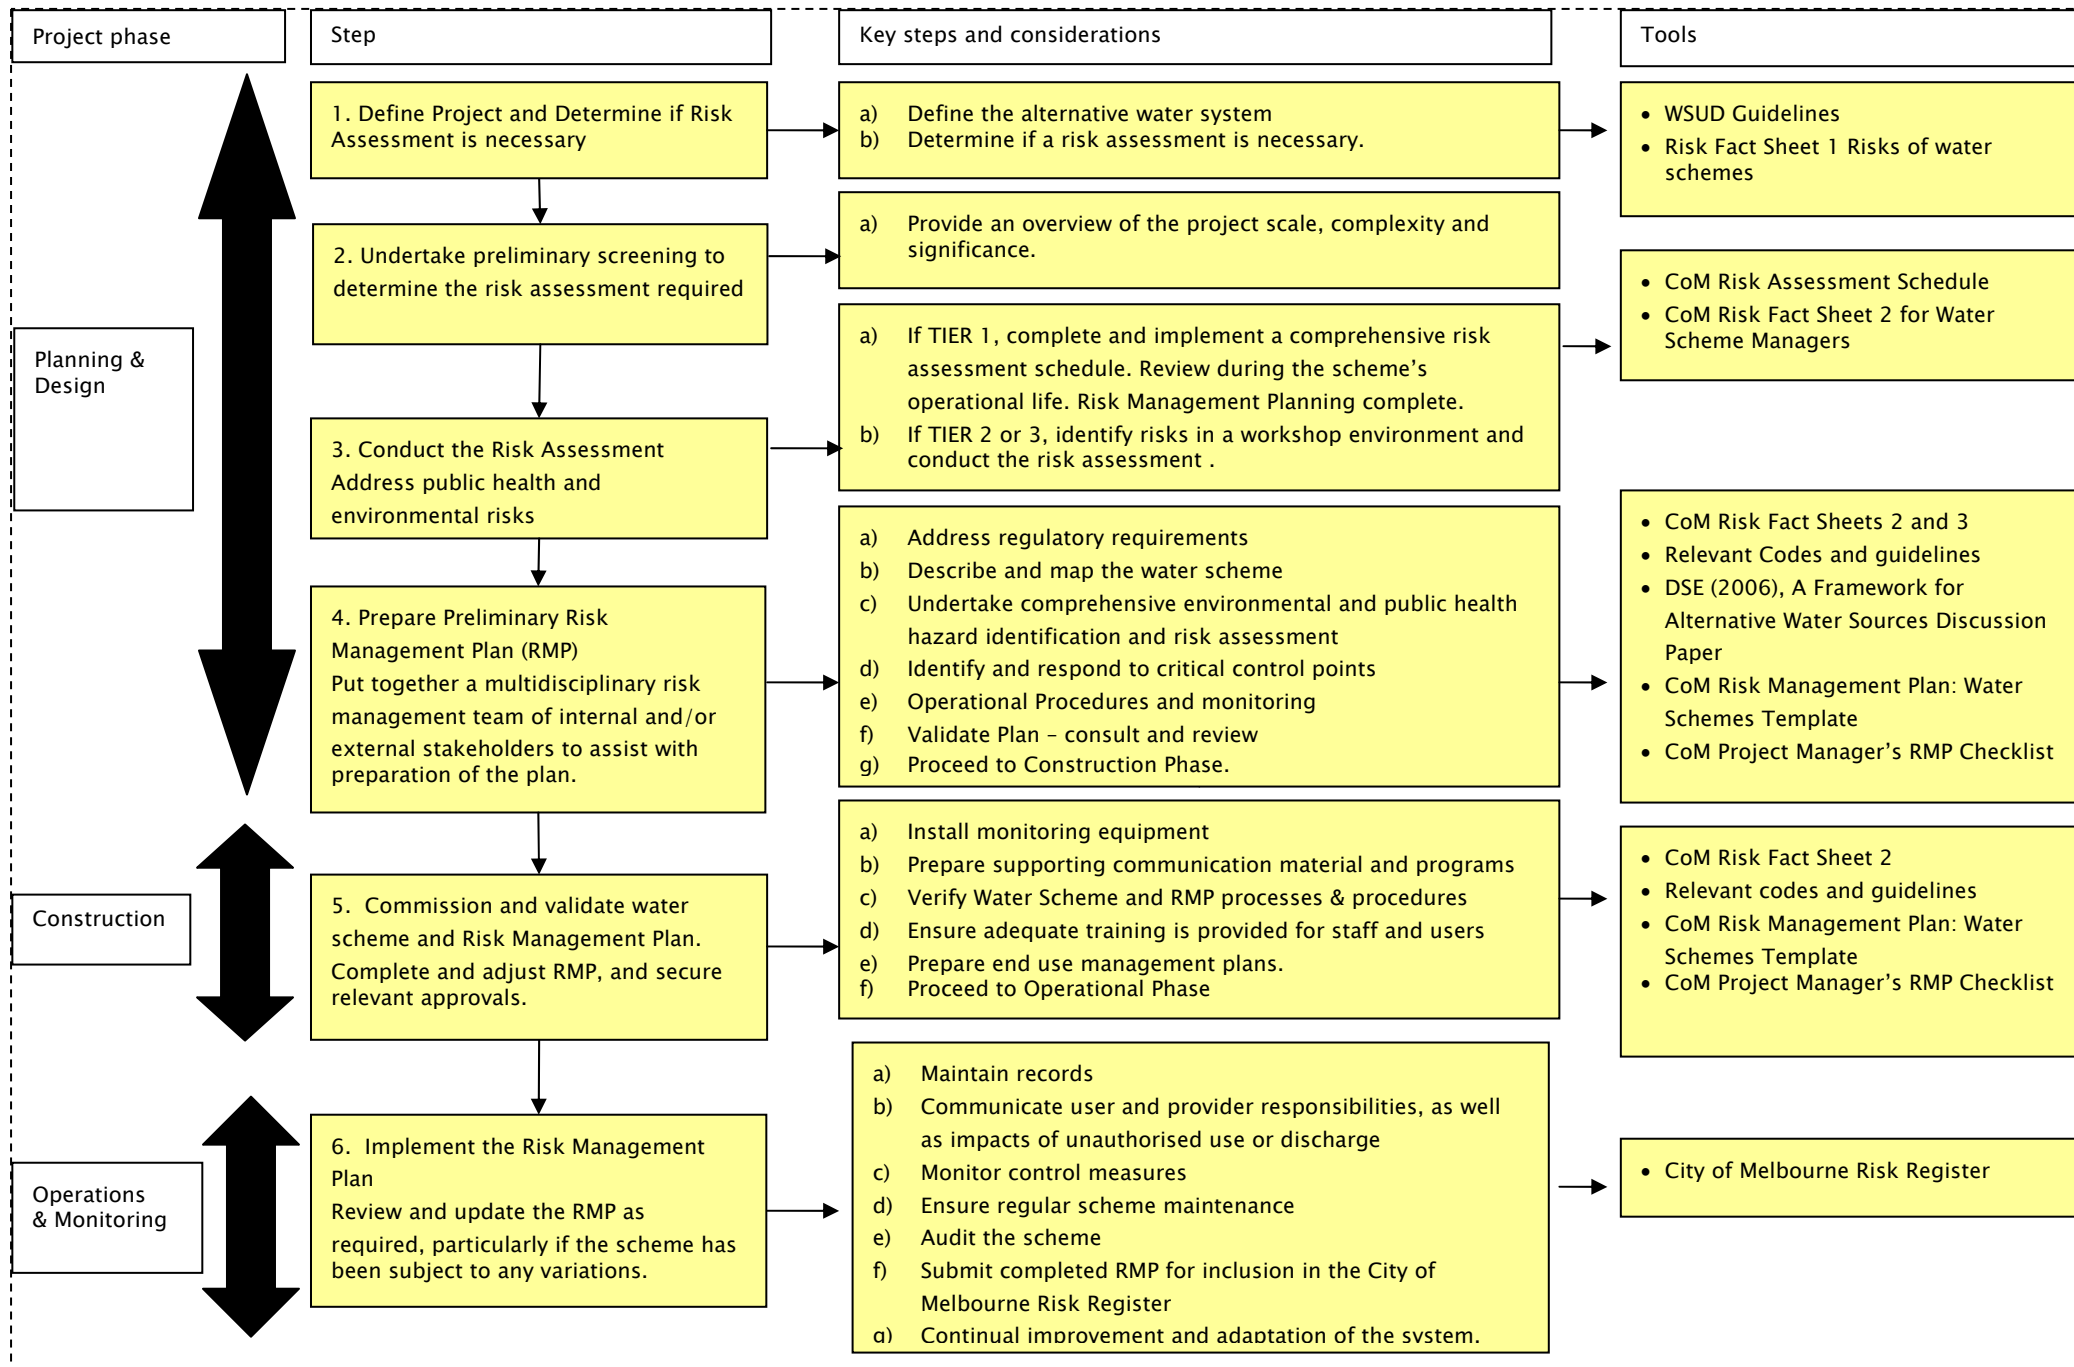 Project phase
Step
Key steps and considerations
Tools
Planning &
Design
1. Define Project and Determine if Risk
Assessment is necessary
a) Define the alternative water system
b) Determine if a risk assessment is necessary.
• WSUD Guidelines
• Risk Fact Sheet 1 Risks of water
schemes
2. Undertake preliminary screening to
determine the risk assessment required
a) Provide an overview of the project scale, complexity and
significance.
• CoM Risk Assessment Schedule
• CoM Risk Fact Sheet 2 for Water
Scheme Managers
3. Conduct the Risk Assessment
Address public health and
environmental risks
a) If TIER 1, complete and implement a comprehensive risk
assessment schedule. Review during the scheme’s
operational life. Risk Management Planning complete.
b) If TIER 2 or 3, identify risks in a workshop environment and
conduct the risk assessment .
4. Prepare Preliminary Risk
Management Plan (RMP)
Put together a multidisciplinary risk
management team of internal and/or
external stakeholders to assist with
preparation of the plan.
a) Address regulatory requirements
b) Describe and map the water scheme
c) Undertake comprehensive environmental and public health
hazard identification and risk assessment
d) Identify and respond to critical control points
e) Operational Procedures and monitoring
f) Validate Plan – consult and review
g) Proceed to Construction Phase.
• CoM Risk Fact Sheets 2 and 3
• Relevant Codes and guidelines
• DSE (2006), A Framework for
Alternative Water Sources Discussion
Paper
• CoM Risk Management Plan: Water
Schemes Template
• CoM Project Manager’s RMP Checklist
Construction
5. Commission and validate water
scheme and Risk Management Plan.
Complete and adjust RMP, and secure
relevant approvals.
a) Install monitoring equipment
b) Prepare supporting communication material and programs
c) Verify Water Scheme and RMP processes & procedures
d) Ensure adequate training is provided for staff and users
e) Prepare end use management plans.
f) Proceed to Operational Phase
• CoM Risk Fact Sheet 2
• Relevant codes and guidelines
• CoM Risk Management Plan: Water
Schemes Template
• CoM Project Manager’s RMP Checklist
Operations
& Monitoring
6. Implement the Risk Management
Plan
Review and update the RMP as
required, particularly if the scheme has
been subject to any variations.
a) Maintain records
b) Communicate user and provider responsibilities, as well
as impacts of unauthorised use or discharge
c) Monitor control measures
d) Ensure regular scheme maintenance
e) Audit the scheme
f) Submit completed RMP for inclusion in the City of
Melbourne Risk Register
g) Continual improvement and adaptation of the system.
• City of Melbourne Risk Register